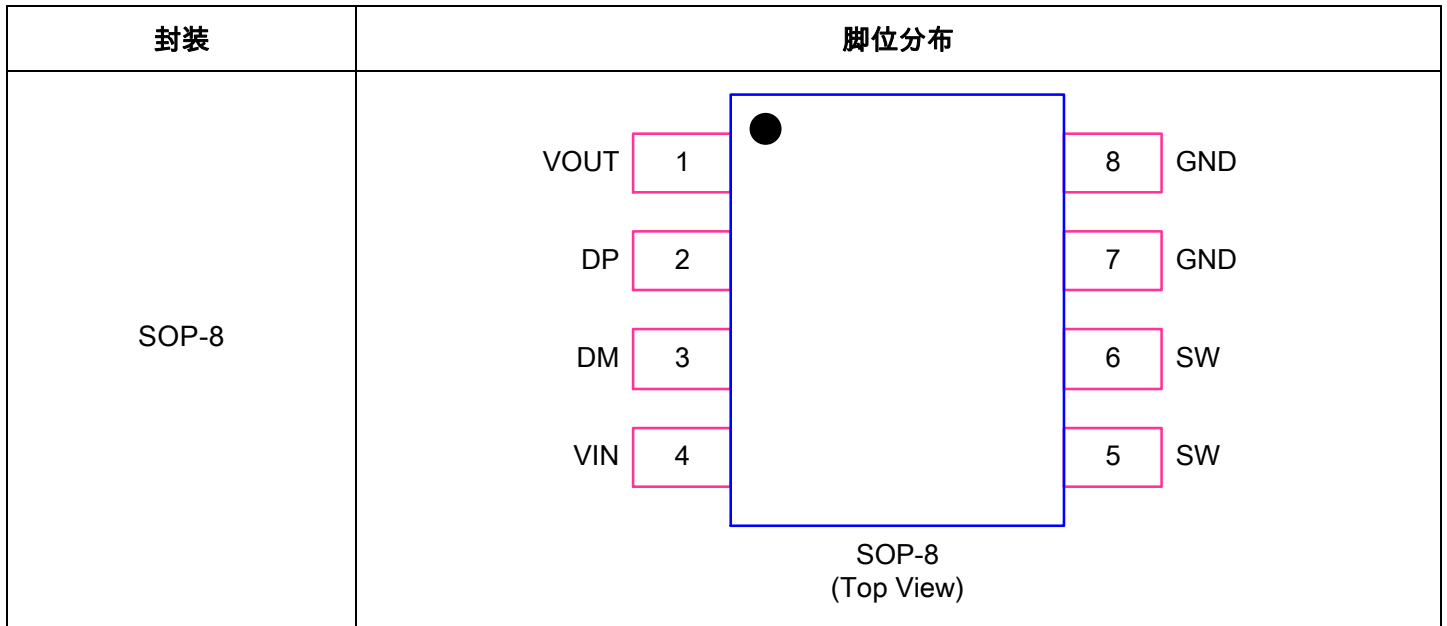 封装 脚位分布
SOP-8
VOUT 1 8 GND
DP 2 7 GND
DM 3 6 SW
VIN 4 5 SW
SOP-8
(Top View)